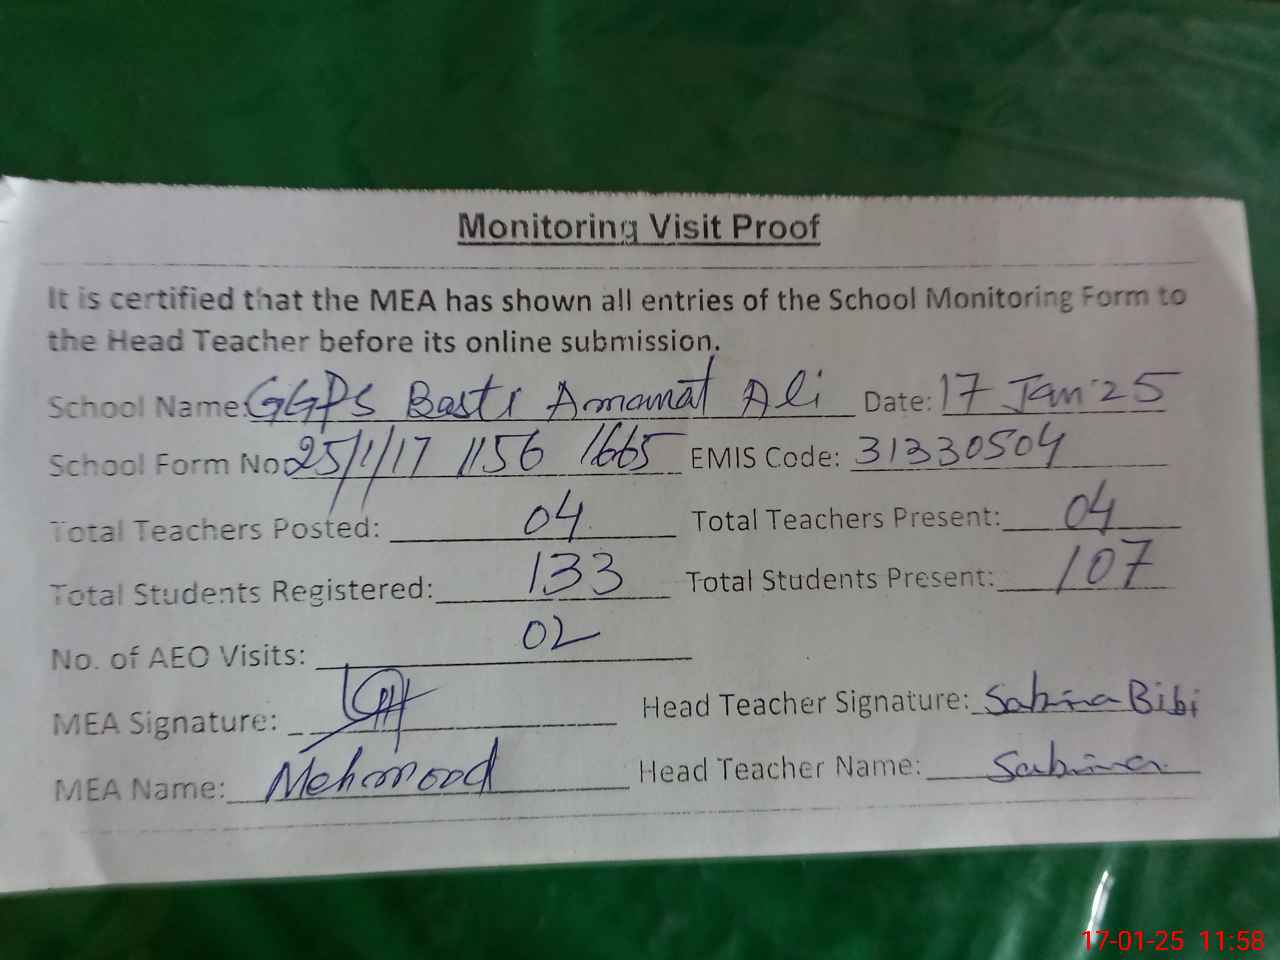 Monitoring Visit Proof
It is certified that the MEA has shown all entries of the School Monitoring Form to
the Head Teacher before its online submission.
School Name: GGPS Basti Amanat Ali Date: 17 Jan'25
School Form No: 25/1/17 1156 1665 EMIS Code: 31330504
Total Teachers Posted: 04 Total Teachers Present: 04
Total Students Registered: 133 Total Students Present: 107
No. of AEO Visits: 02
MEA Signature: Head Teacher Signature: Sabina Bibi
MEA Name: Mehmood Head Teacher Name: Sabina
17-01-25 11:58